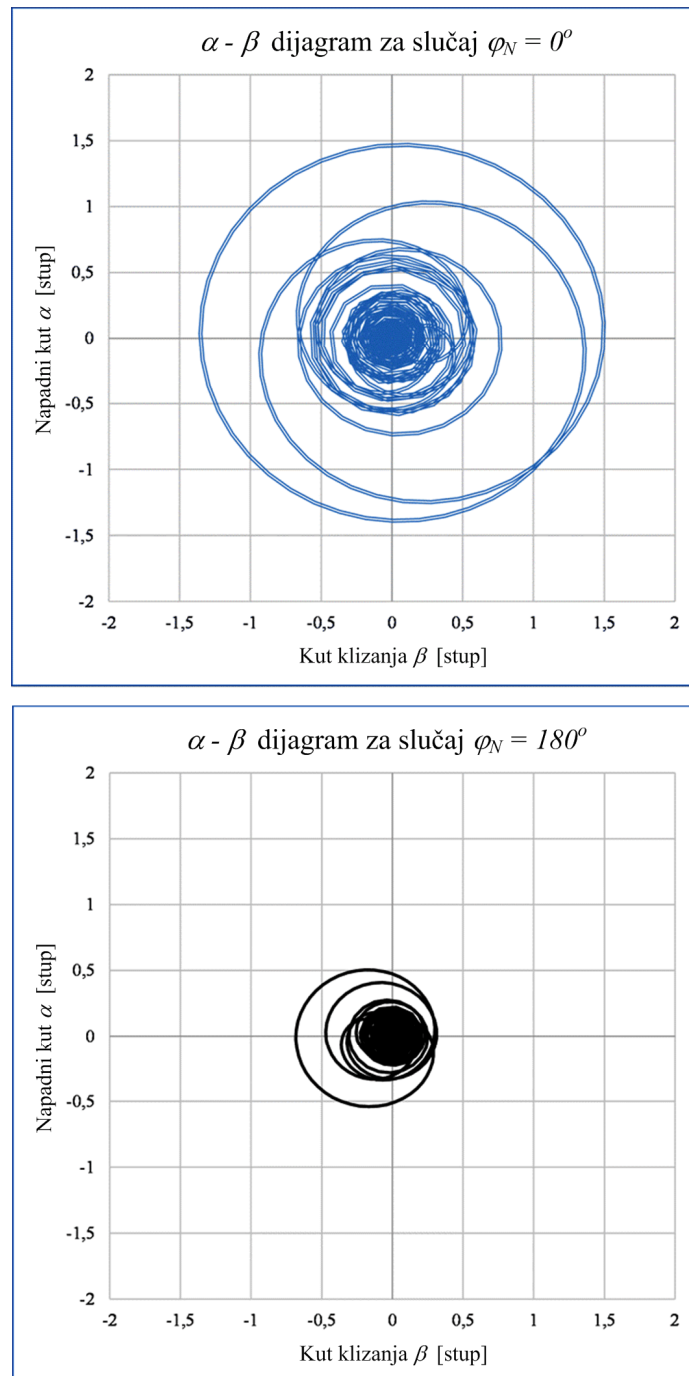 α - β dijagram za slučaj φN = 0°
2
1,5
1
0,5
0
-0,5
-1
-1,5
-2
Napadni kut α [stup]
-2 -1,5 -1 -0,5 0 0,5 1 1,5 2
Kut klizanja β [stup]
α - β dijagram za slučaj φN = 180°
2
1,5
1
0,5
0
-0,5
-1
-1,5
-2
Napadni kut α [stup]
-2 -1,5 -1 -0,5 0 0,5 1 1,5 2
Kut klizanja β [stup]